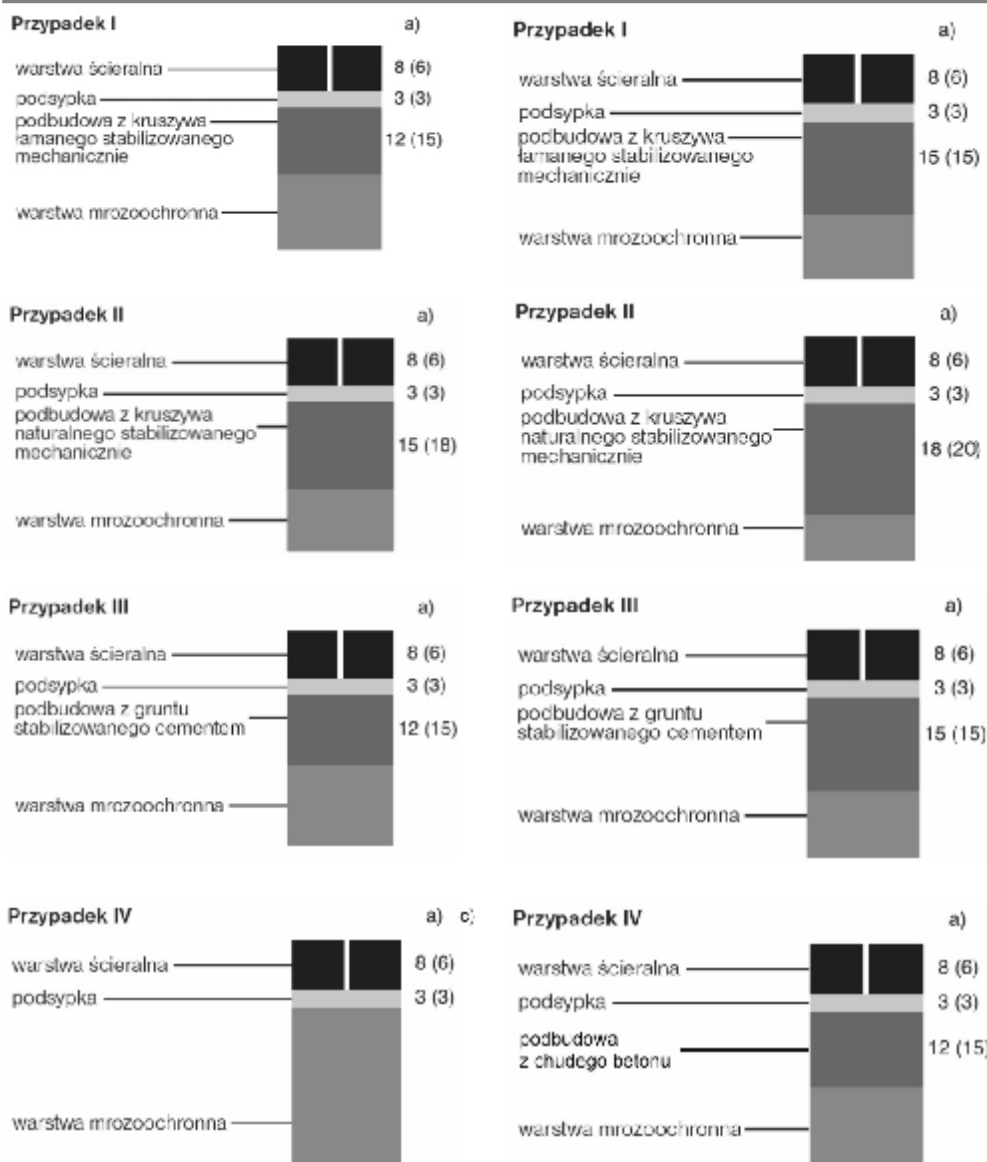 Przypadek I a)
warstwa ścieralna 8 (6)
podsypka 3 (3)
podbudowa z kruszywa
łamanego stabilizowanego 12 (15)
mechanicznie
warstwa mrozoochronna
Przypadek I a)
warstwa ścieralna 8 (6)
podsypka 3 (3)
podbudowa z kruszywa
łamanego stabilizowanego 15 (15)
mechanicznie
warstwa mrozoochronna
Przypadek II a)
warstwa ścieralna 8 (6)
podsypka 3 (3)
podbudowa z kruszywa
naturalnego stabilizowanego
mechanicznie 15 (18)
warstwa mrozoochronna
Przypadek II a)
warstwa ścieralna 8 (6)
podsypka 3 (3)
podbudowa z kruszywa
naturalnego stabilizowanego
mechanicznie 18 (20)
warstwa mrozoochronna
Przypadek III a)
warstwa ścieralna 8 (6)
podsypka 3 (3)
podbudowa z gruntu
stabilizowanego cementem 12 (15)
warstwa mrozoochronna
Przypadek III a)
warstwa ścieralna 8 (6)
podsypka 3 (3)
podbudowa z gruntu
stabilizowanego cementem 15 (15)
warstwa mrozoochronna
Przypadek IV a) c)
warstwa ścieralna 8 (6)
podsypka 3 (3)
warstwa mrozoochronna
Przypadek IV a)
warstwa ścieralna 8 (6)
podsypka 3 (3)
podbudowa
z chudego betonu 12 (15)
warstwa mrozoochronna